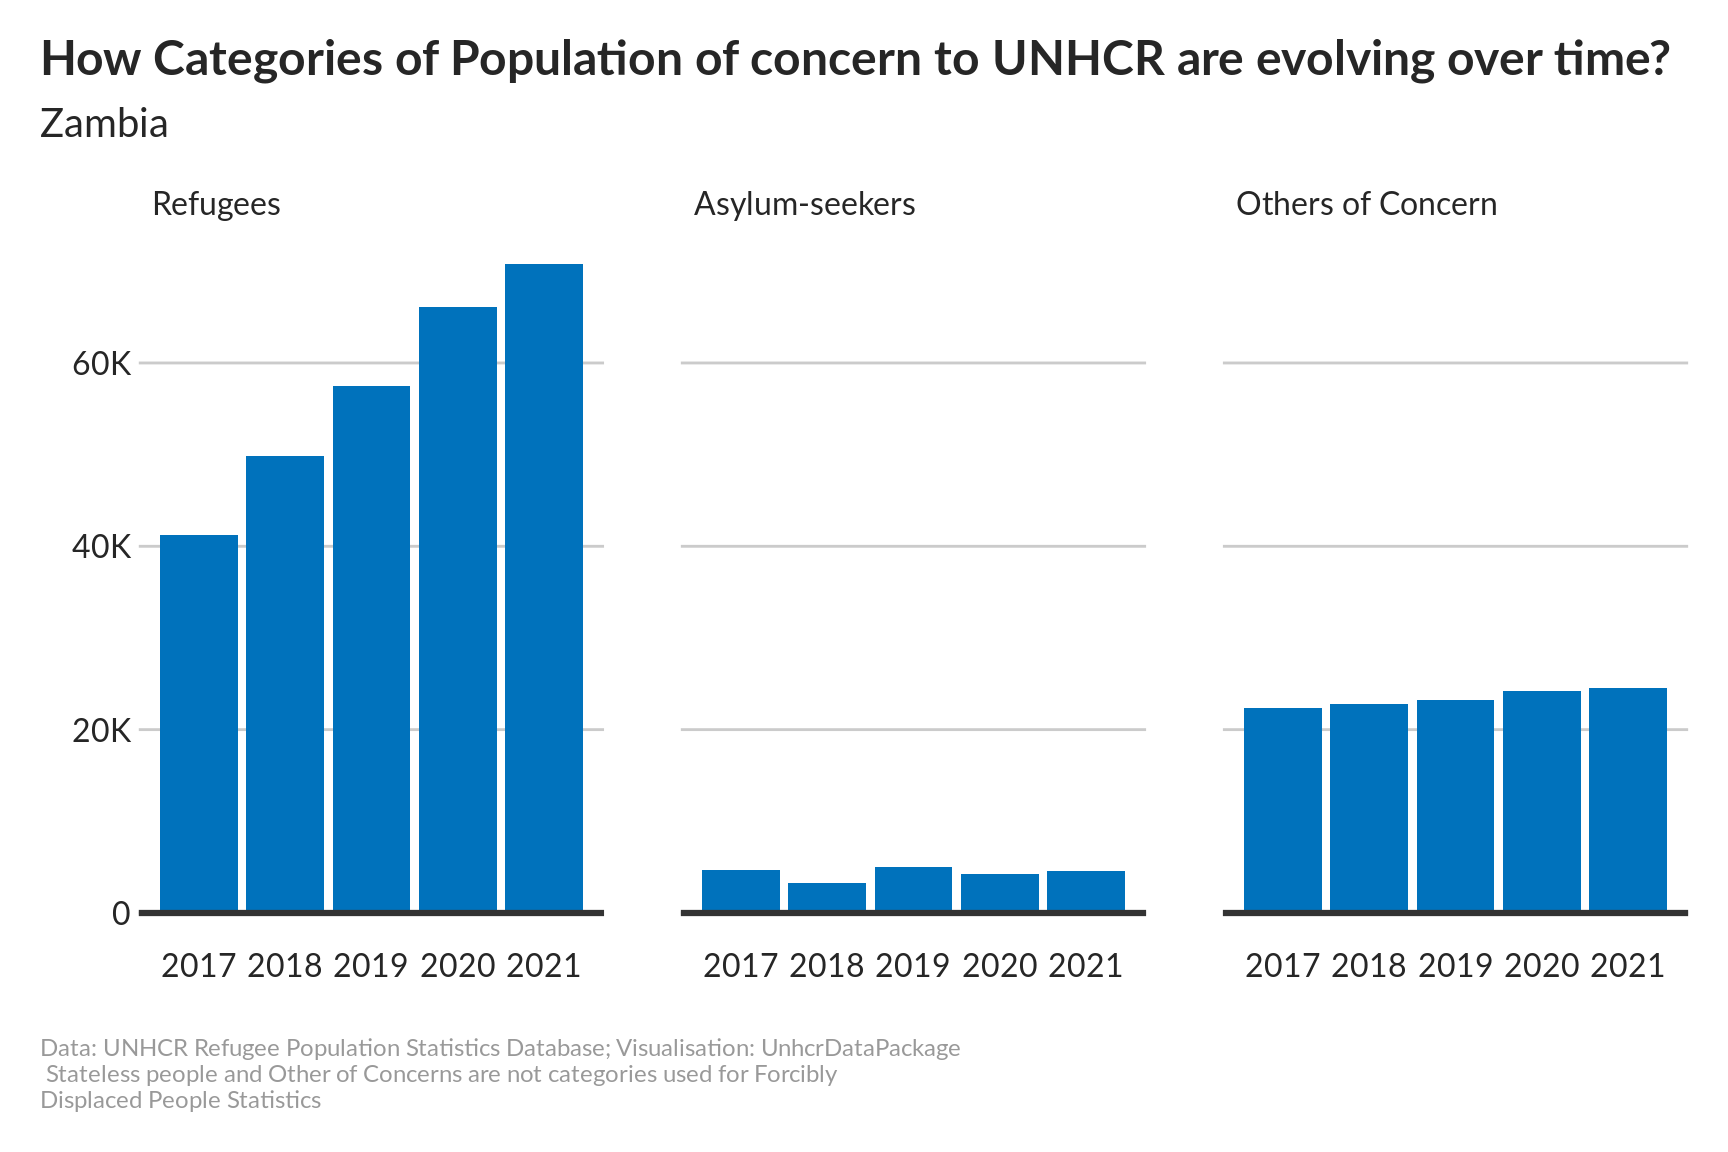 How Categories of Population of concern to UNHCR are evolving over time?
Zambia
Refugees
Asylum-seekers
Others of Concern
60K
40K
20K
0
2017 2018 2019 2020 2021
2017 2018 2019 2020 2021
2017 2018 2019 2020 2021
Data: UNHCR Refugee Population Statistics Database; Visualisation: UnhcrDataPackage
Stateless people and Other of Concerns are not categories used for Forcibly
Displaced People Statistics